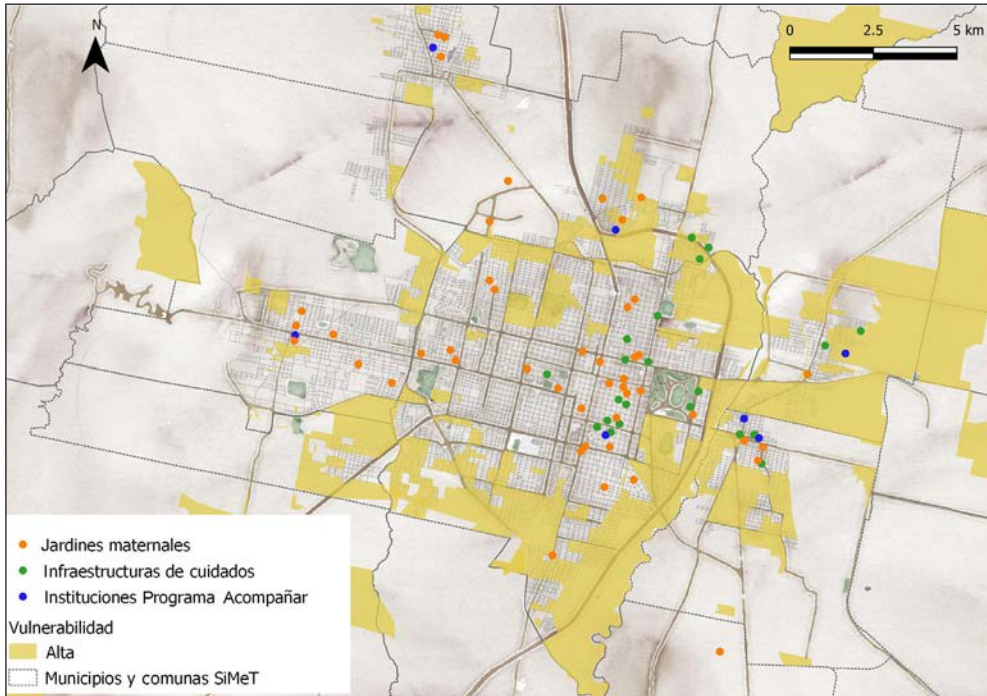 N
0 2.5 5 km
Jardines maternales
Infraestructuras de cuidados
Instituciones Programa Acompañar
Vulnerabilidad
Alta
Municipios y comunas SiMeT